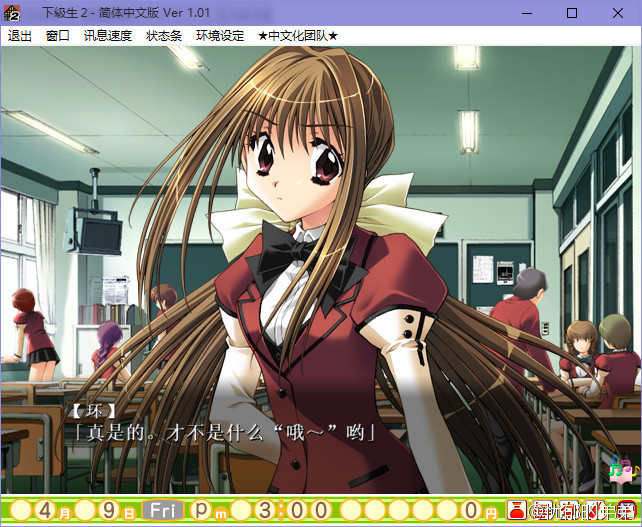 下级生2 - 简体中文版 Ver 1.01
退出 窗口 讯息速度 状态条 环境设定 ★中文化团队★
【环】
「真是的。才不是什么“哦～”哟」
4月 9日 Fri Pm 3:00 0円